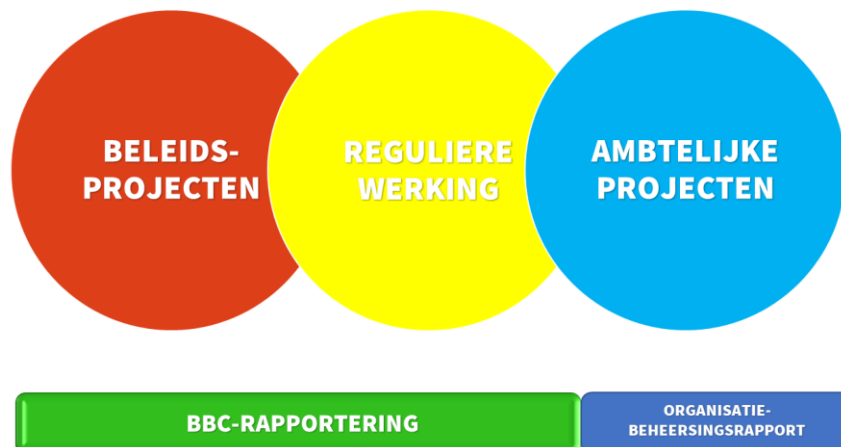 BELEIDS-
PROJECTEN
REGULIERE
WERKING
AMBTELIJKE
PROJECTEN
BBC-RAPPORTERING
ORGANISATIE-
BEHEERSINGSRAPPORT